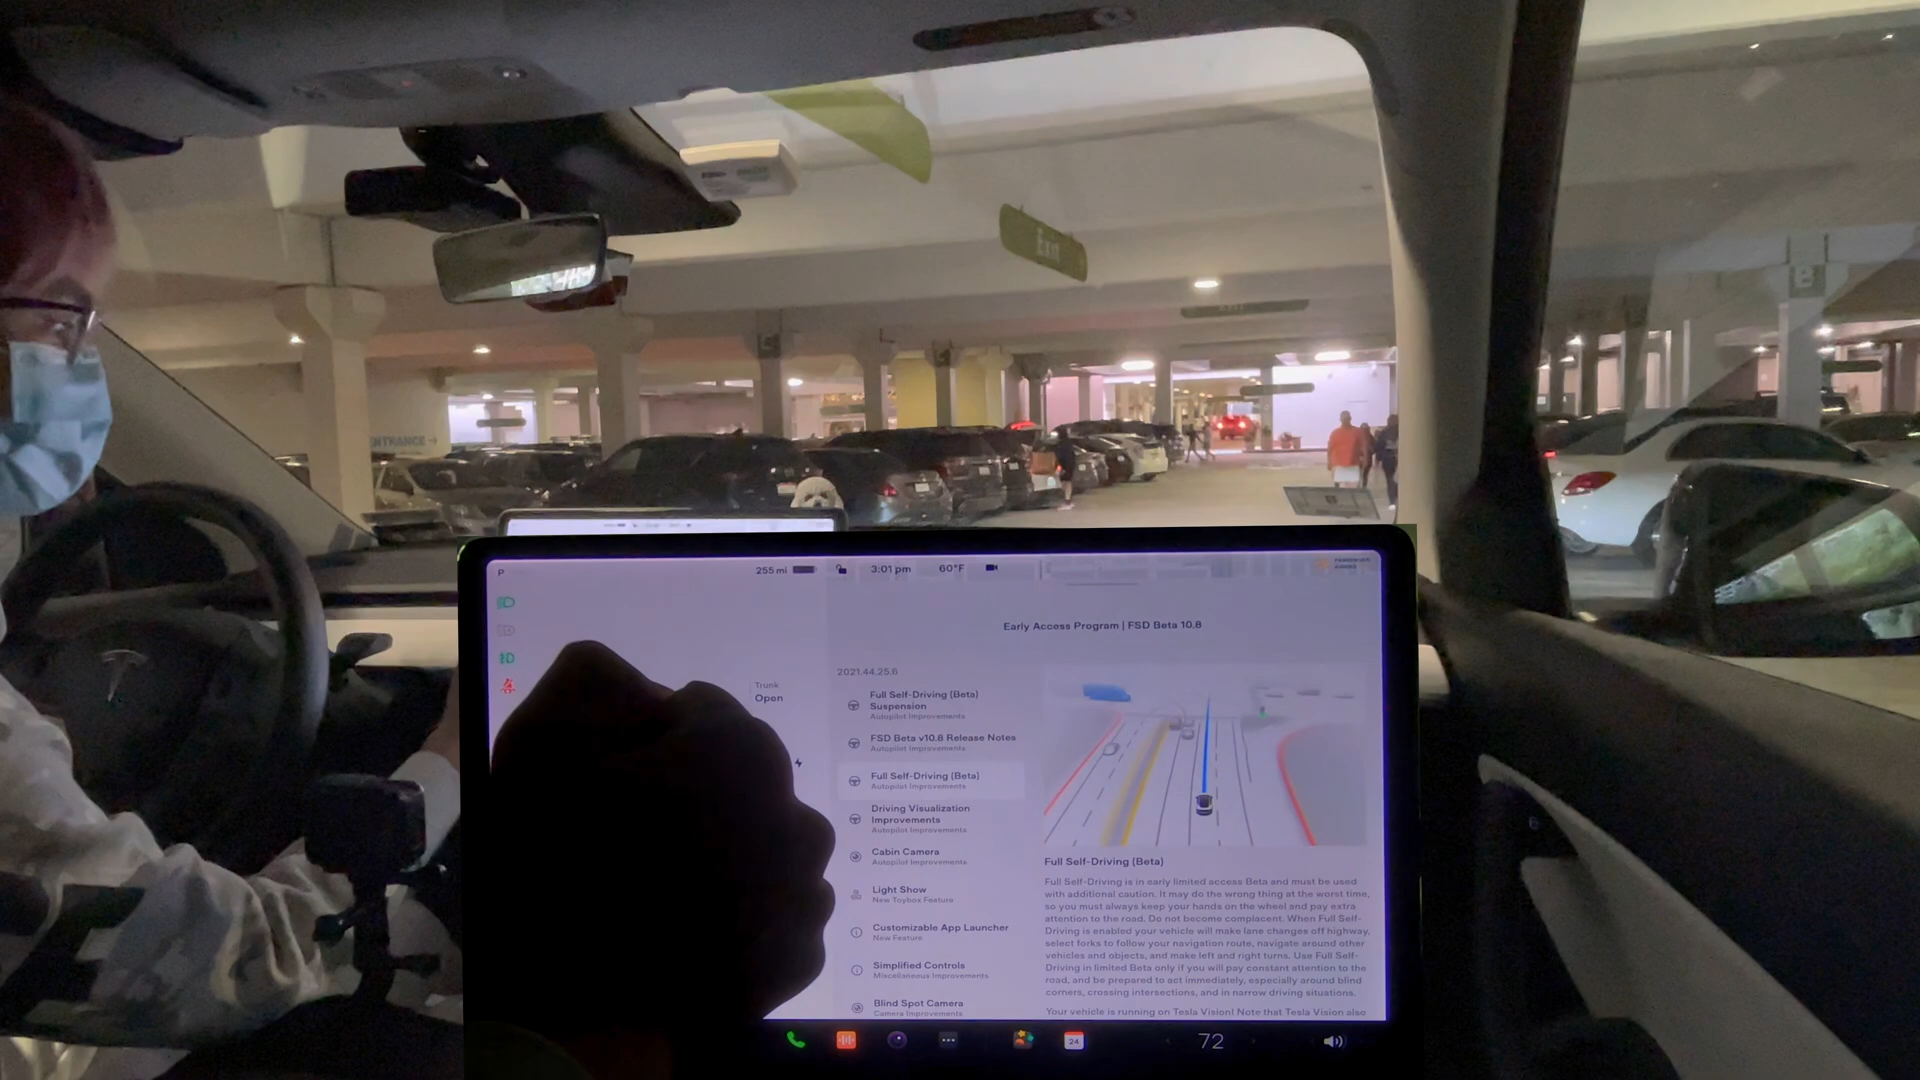 Exit
ENTRANCE →
B
P
255 mi
3:01 pm
60°F
Early Access Program | FSD Beta 10.8
Trunk
Open
2021.44.25.6
Full Self-Driving (Beta)
Suspension
Autopilot Improvements
FSD Beta v10.8 Release Notes
Autopilot Improvements
Full Self-Driving (Beta)
Autopilot Improvements
Driving Visualization
Improvements
Autopilot Improvements
Cabin Camera
Autopilot Improvements
Light Show
New Toybox Feature
Customizable App Launcher
New Feature
Simplified Controls
Miscellaneous Improvements
Blind Spot Camera
Camera Improvements
Full Self-Driving (Beta)
Full Self-Driving is in early limited access Beta and must be used
with additional caution. It may do the wrong thing at the worst time,
so you must always keep your hands on the wheel and pay extra
attention to the road. Do not become complacent. When Full Self-
Driving is enabled your vehicle will make lane changes off highway,
select forks to follow your navigation route, navigate around other
vehicles and objects, and make left and right turns. Use Full Self-
Driving in limited Beta only if you will pay constant attention to the
road, and be prepared to act immediately, especially around blind
corners, crossing intersections, and in narrow driving situations.
Your vehicle is running on Tesla Vision! Note that Tesla Vision also
24
72